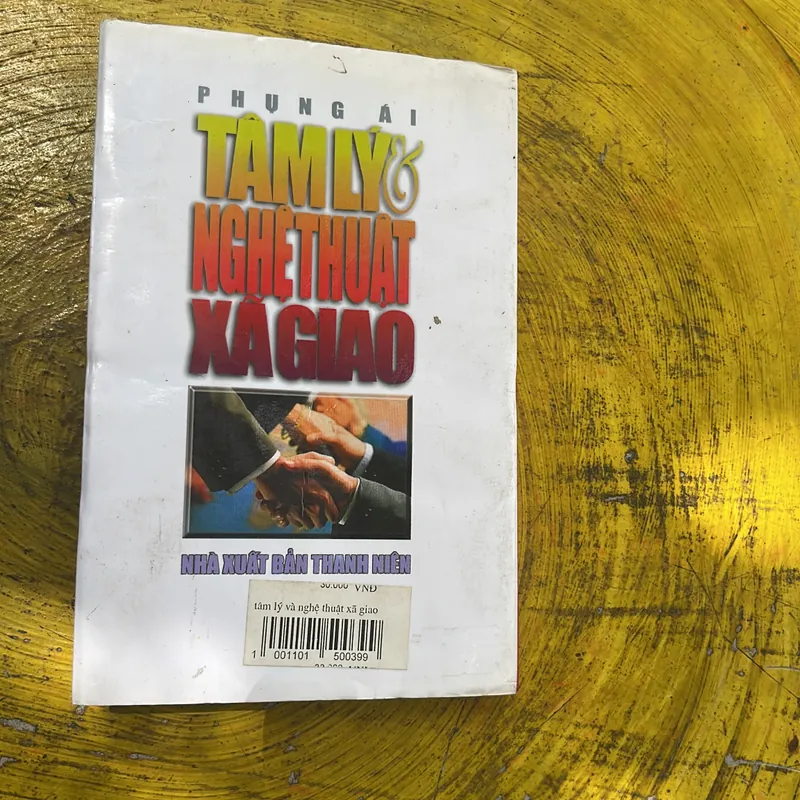 PHỤNG ÁI
TÂM LÝ &
NGHỆ THUẬT
XÃ GIAO
NHÀ XUẤT BẢN THANH NIÊN
30.000 VNĐ
tâm lý và nghệ thuật xã giao
1 001101 500399